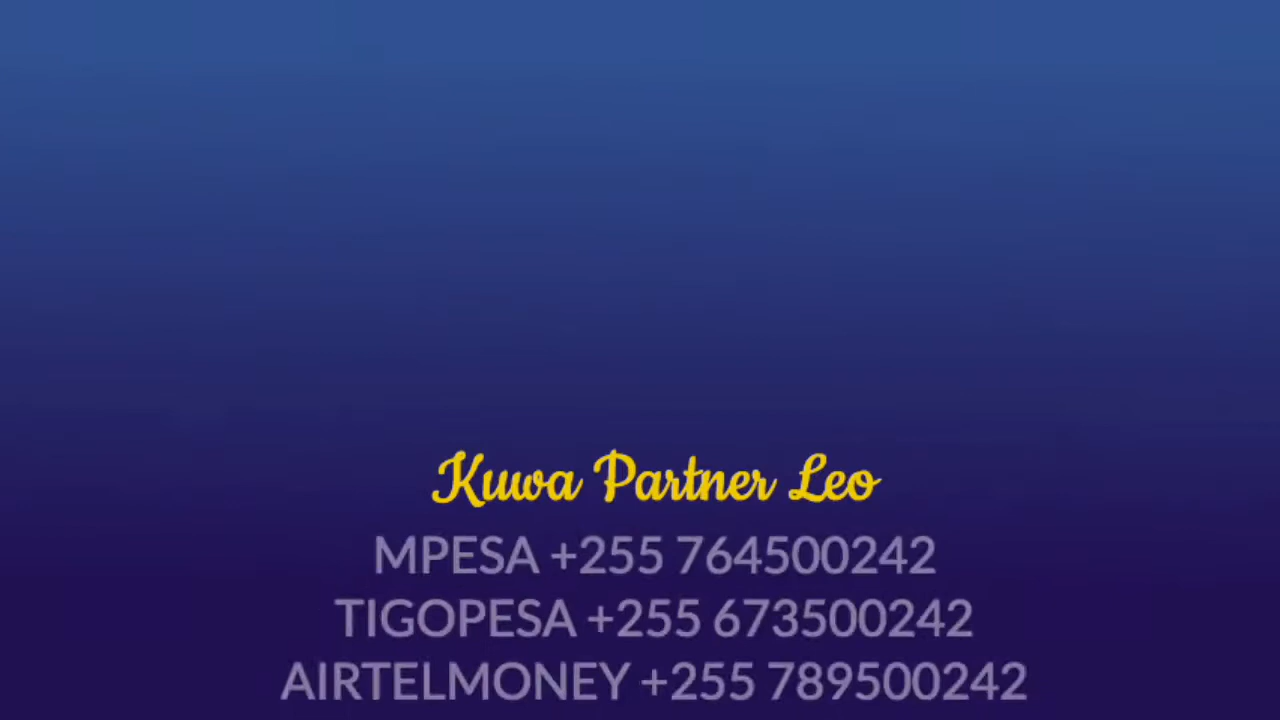 Kuwa Partner Leo
MPESA +255 764500242
TIGOPESA +255 673500242
AIRTELMONEY +255 789500242